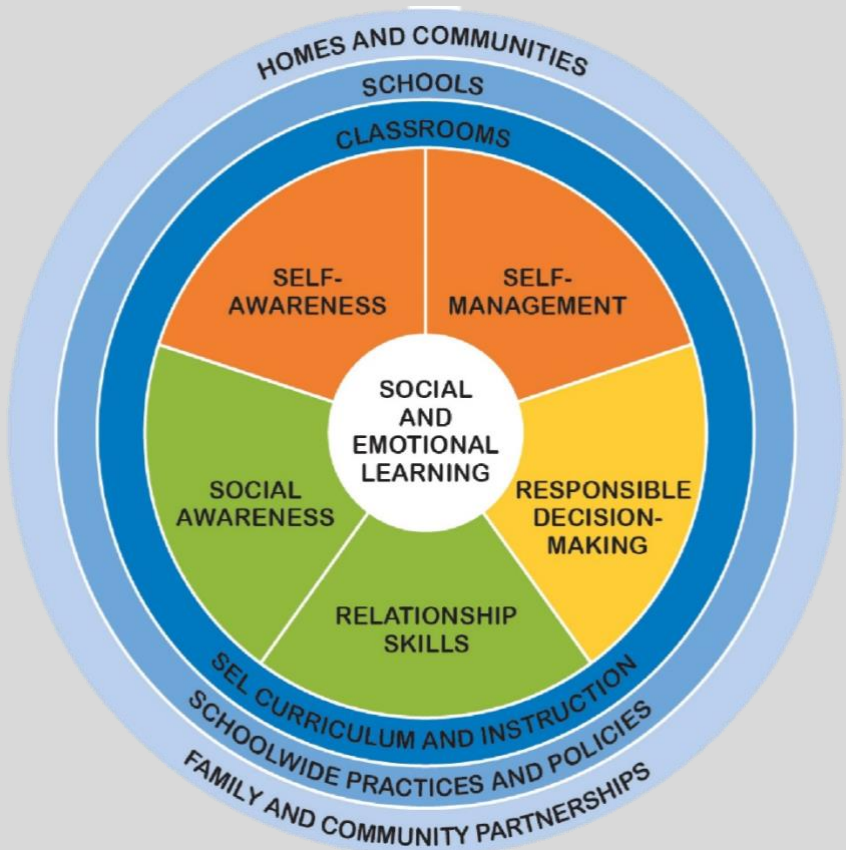 HOMES AND COMMUNITIES
SCHOOLS
CLASSROOMS
SELF-
AWARENESS
SELF-
MANAGEMENT
SOCIAL
AND
EMOTIONAL
LEARNING
SOCIAL
AWARENESS
RESPONSIBLE
DECISION-
MAKING
RELATIONSHIP
SKILLS
SEL CURRICULUM AND INSTRUCTION
SCHOOLWIDE PRACTICES AND POLICIES
FAMILY AND COMMUNITY PARTNERSHIPS